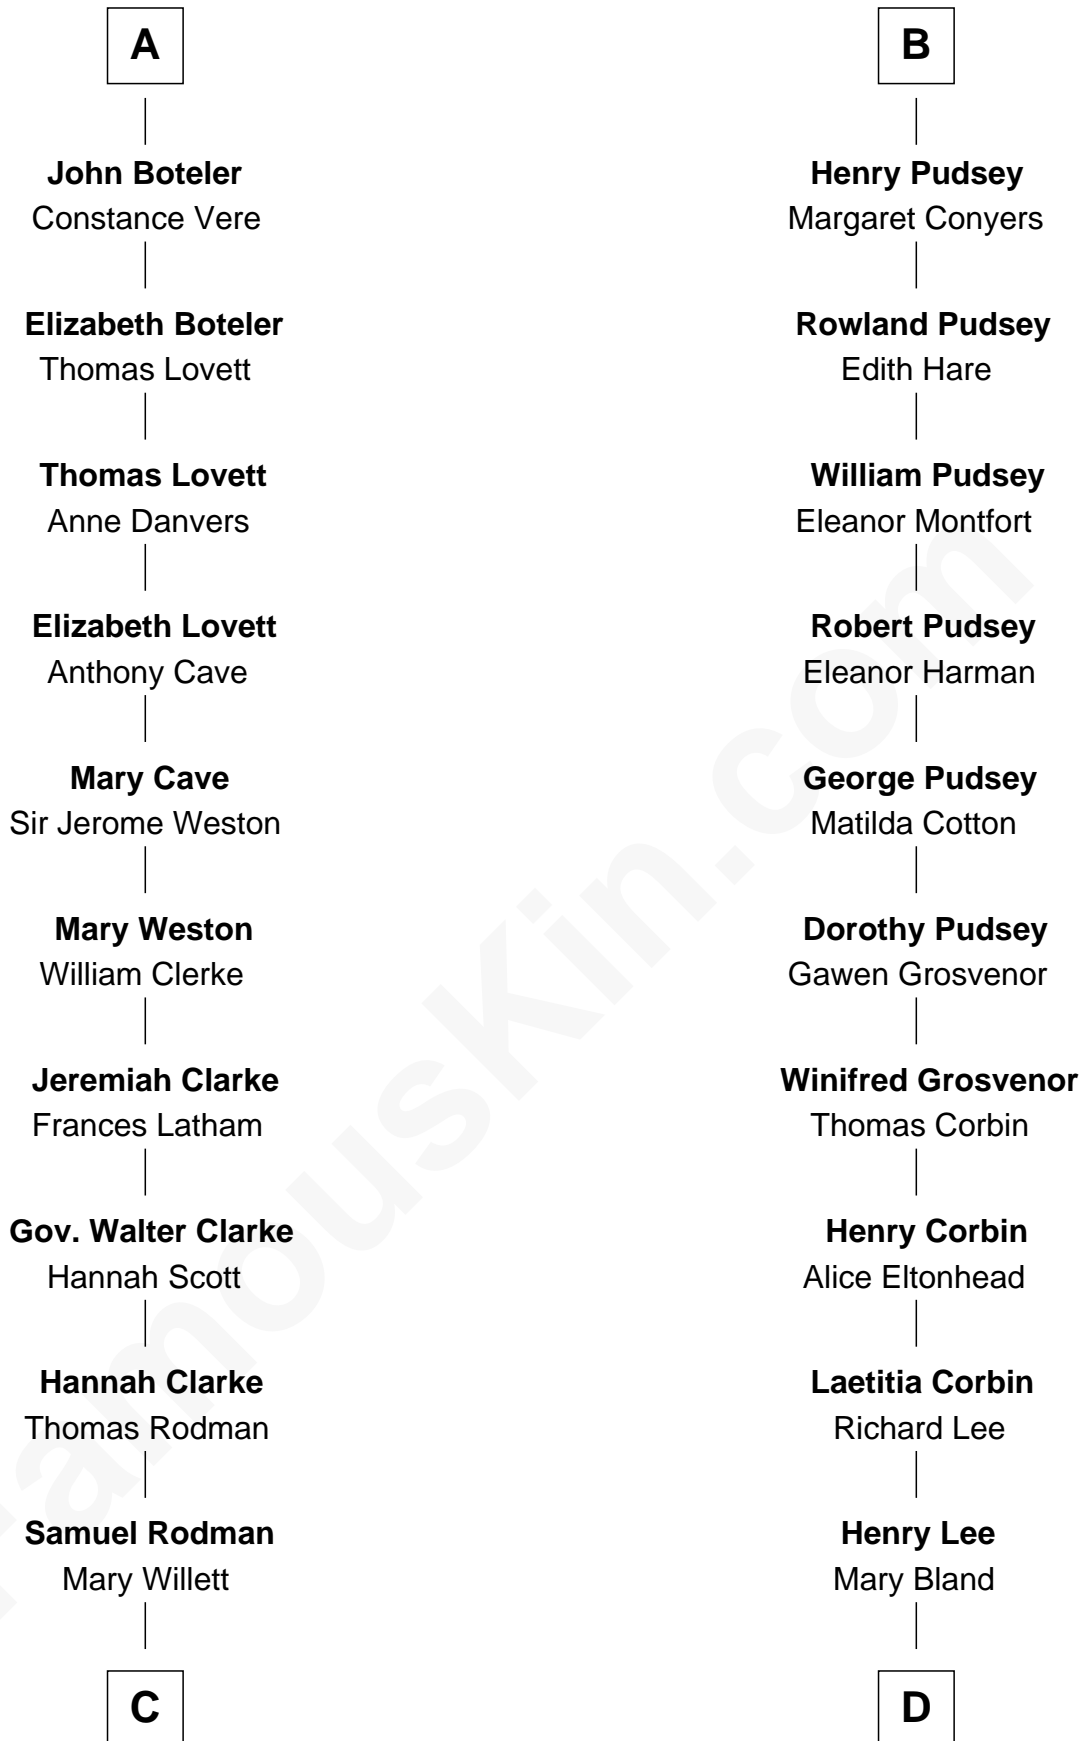 A
John Boteler
Constance Vere
Elizabeth Boteler
Thomas Lovett
Thomas Lovett
Anne Danvers
Elizabeth Lovett
Anthony Cave
Mary Cave
Sir Jerome Weston
Mary Weston
William Clerke
Jeremiah Clarke
Frances Latham
Gov. Walter Clarke
Hannah Scott
Hannah Clarke
Thomas Rodman
Samuel Rodman
Mary Willett
C
B
Henry Pudsey
Margaret Conyers
Rowland Pudsey
Edith Hare
William Pudsey
Eleanor Montfort
Robert Pudsey
Eleanor Harman
George Pudsey
Matilda Cotton
Dorothy Pudsey
Gawen Grosvenor
Winifred Grosvenor
Thomas Corbin
Henry Corbin
Alice Eltonhead
Laetitia Corbin
Richard Lee
Henry Lee
Mary Bland
D
FamousKin.com